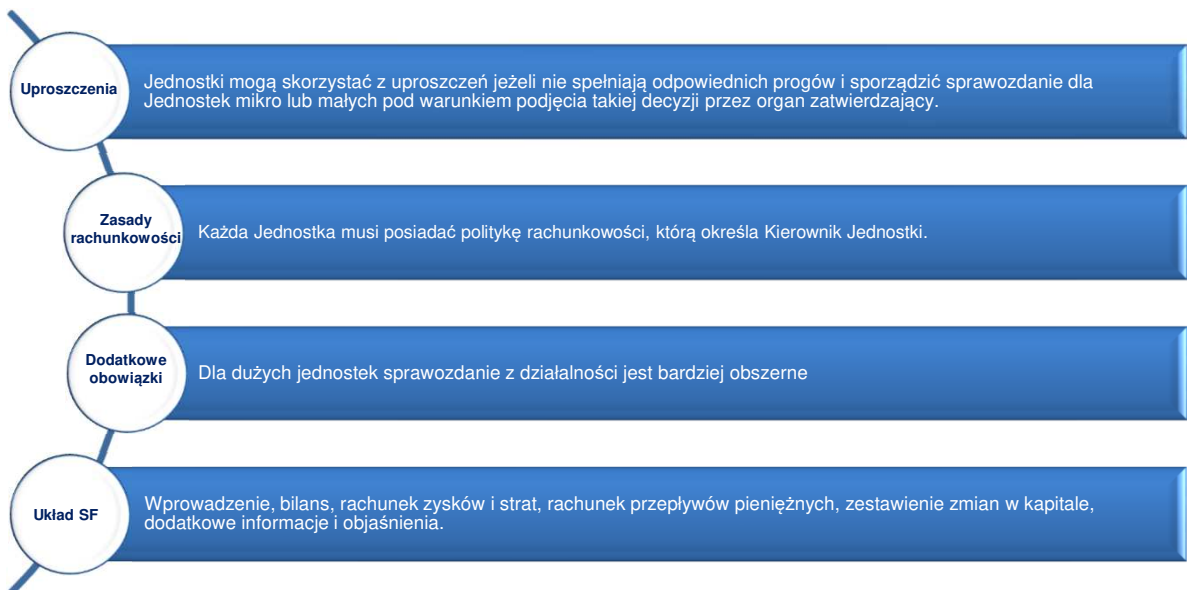 Uproszczenia
Jednostki mogą skorzystać z uproszczeń jeżeli nie spełniają odpowiednich progów i sporządzić sprawozdanie dla
Jednostek mikro lub małych pod warunkiem podjęcia takiej decyzji przez organ zatwierdzający.
Zasady
rachunkowości
Każda Jednostka musi posiadać politykę rachunkowości, którą określa Kierownik Jednostki.
Dodatkowe
obowiązki
Dla dużych jednostek sprawozdanie z działalności jest bardziej obszerne
Układ SF
Wprowadzenie, bilans, rachunek zysków i strat, rachunek przepływów pieniężnych, zestawienie zmian w kapitale,
dodatkowe informacje i objaśnienia.